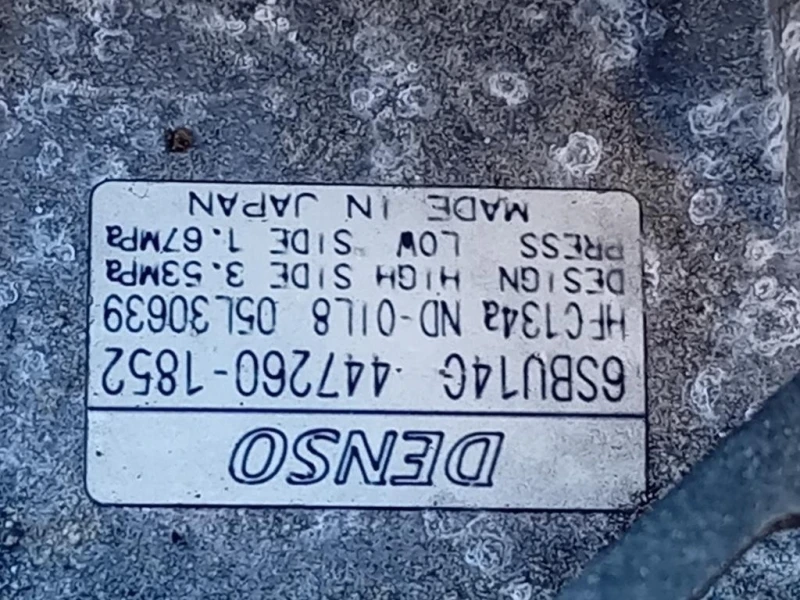 DENSO
6SBU14C 447260-1852
HFC134a ND-OIL8 05L30639
DESIGN HIGH SIDE 3.53MPa
PRESS LOW SIDE 1.67MPa
MADE IN JAPAN